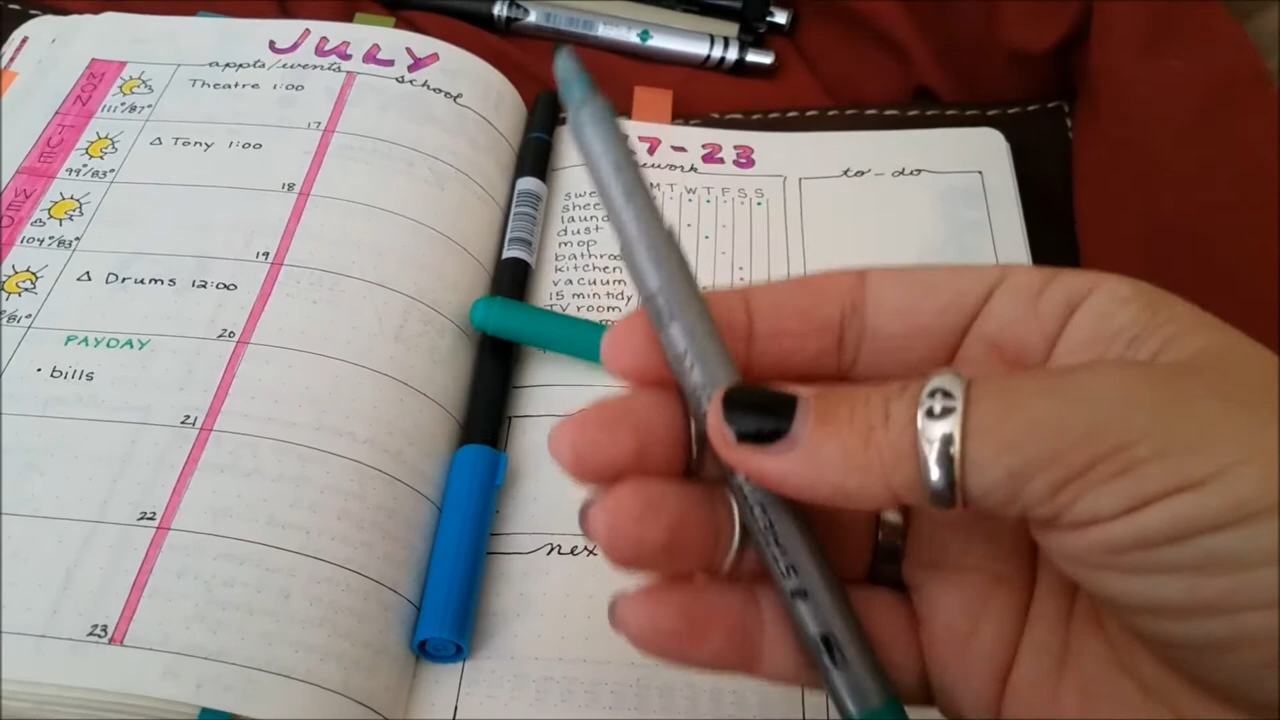 JULY
appts/events
school
MON
111°/87°
Theatre 1:00
17
TUE
99°/83°
Δ Tony 1:00
18
WED
104°/83°
19
Δ Drums 12:00
20
PAYDAY
• bills
21
22
23
7-23
to-do
M T W T F S S
dust
mop
kitchen
vacuum
15 min tidy
TV room